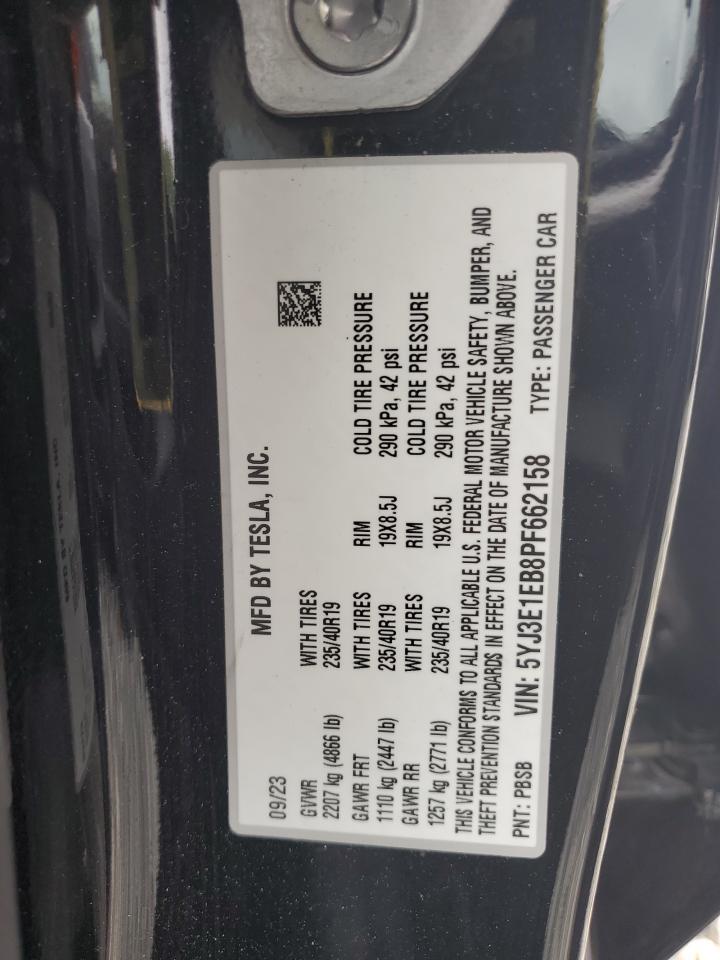 MFD BY TESLA, INC.
09/23
GVWR WITH TIRES
2207 kg (4866 lb) 235/40R19
GAWR FRT WITH TIRES RIM COLD TIRE PRESSURE
1110 kg (2447 lb) 235/40R19 19X8.5J 290 kPa, 42 psi
GAWR RR WITH TIRES RIM COLD TIRE PRESSURE
1257 kg (2771 lb) 235/40R19 19X8.5J 290 kPa, 42 psi
THIS VEHICLE CONFORMS TO ALL APPLICABLE U.S. FEDERAL MOTOR VEHICLE SAFETY, BUMPER, AND
THEFT PREVENTION STANDARDS IN EFFECT ON THE DATE OF MANUFACTURE SHOWN ABOVE.
PNT: PBSB VIN: 5YJ3E1EB8PF662158 TYPE: PASSENGER CAR